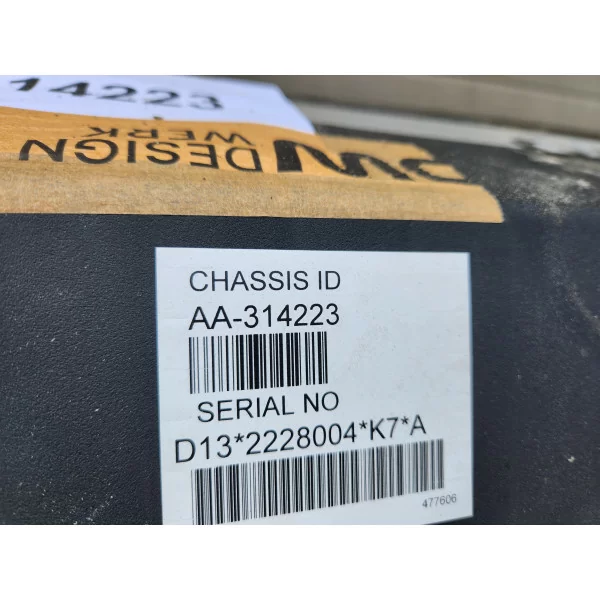 14223
DESIGN
WERK
CHASSIS ID
AA-314223
SERIAL NO
D13*2228004*K7*A
477606